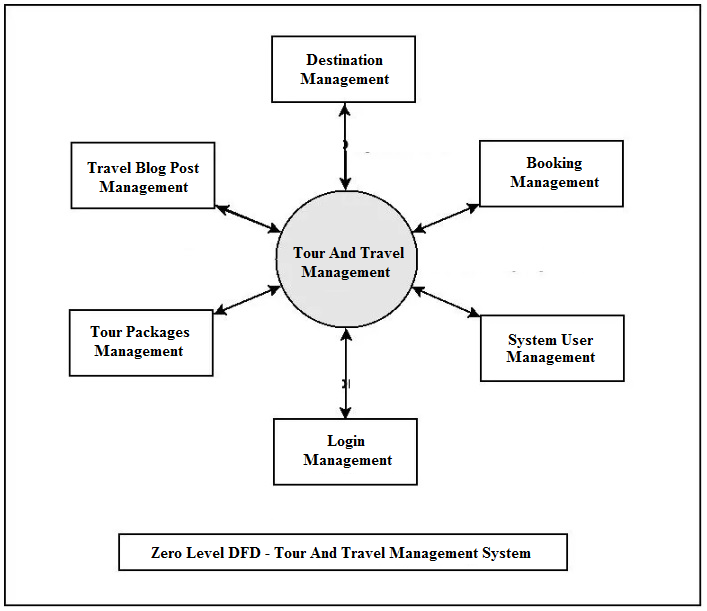 Destination
Management
Travel Blog Post
Management
Booking
Management
Tour And Travel
Management
Tour Packages
Management
System User
Management
Login
Management
Zero Level DFD - Tour And Travel Management System